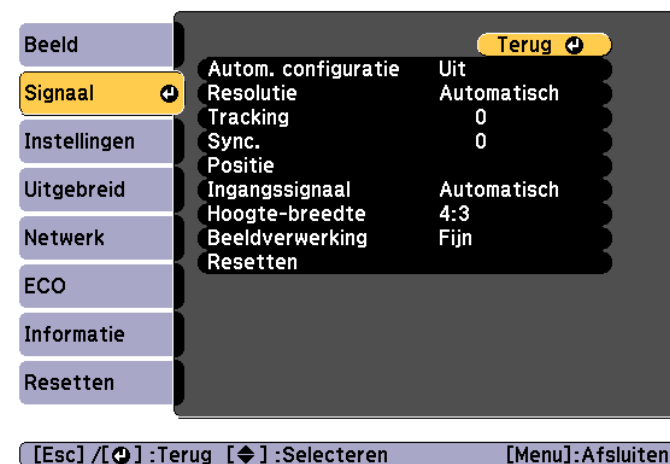 Beeld
Signaal
Instellingen
Uitgebreid
Netwerk
ECO
Informatie
Resetten
Terug
Autom. configuratie Uit
Resolutie Automatisch
Tracking 0
Sync. 0
Positie
Ingangssignaal Automatisch
Hoogte-breedte 4:3
Beeldverwerking Fijn
Resetten
[Esc] /[⏎] :Terug [◆] :Selecteren [Menu]:Afsluiten